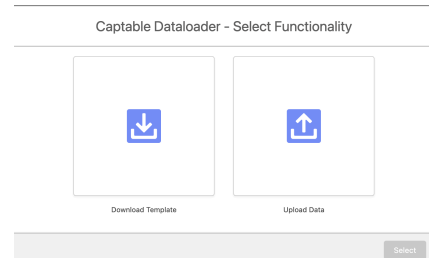 Captable Dataloader - Select Functionality
Download Template
Upload Data
Select